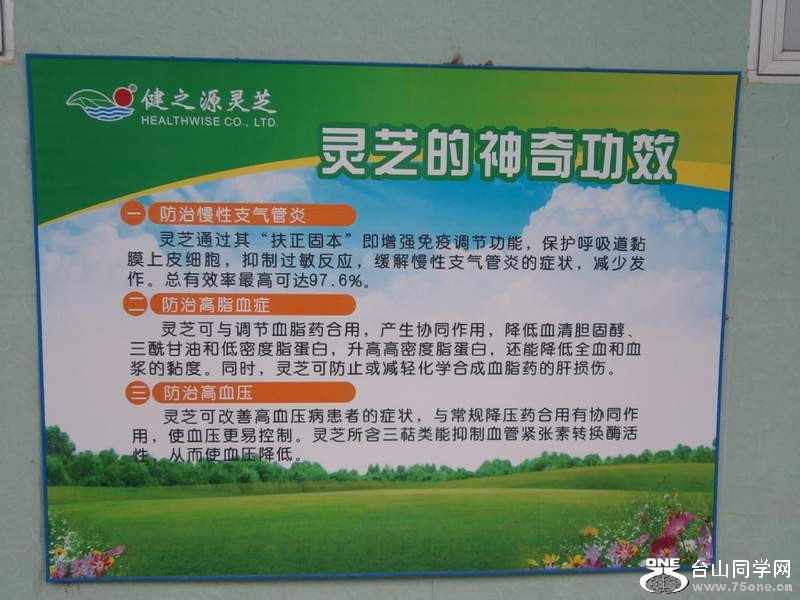 健之源灵芝
HEALTHWISE CO., LTD.
灵芝的神奇功效
一 防治慢性支气管炎
灵芝通过其“扶正固本”即增强免疫调节功能，保护呼吸道黏
膜上皮细胞，抑制过敏反应，缓解慢性支气管炎的症状，减少发
作。总有效率最高可达97.6%。
二 防治高脂血症
灵芝可与调节血脂药合用，产生协同作用，降低血清胆固醇、
三酰甘油和低密度脂蛋白，升高高密度脂蛋白，还能降低全血和血
浆的黏度。同时，灵芝可防止或减轻化学合成血脂药的肝损伤。
三 防治高血压
灵芝可改善高血压病患者的症状，与常规降压药合用有协同作
用，使血压更易控制。灵芝所含三萜类能抑制血管紧张素转换酶活
性，从而使血压降低。
ONE 台山同学网
www.75one.cn